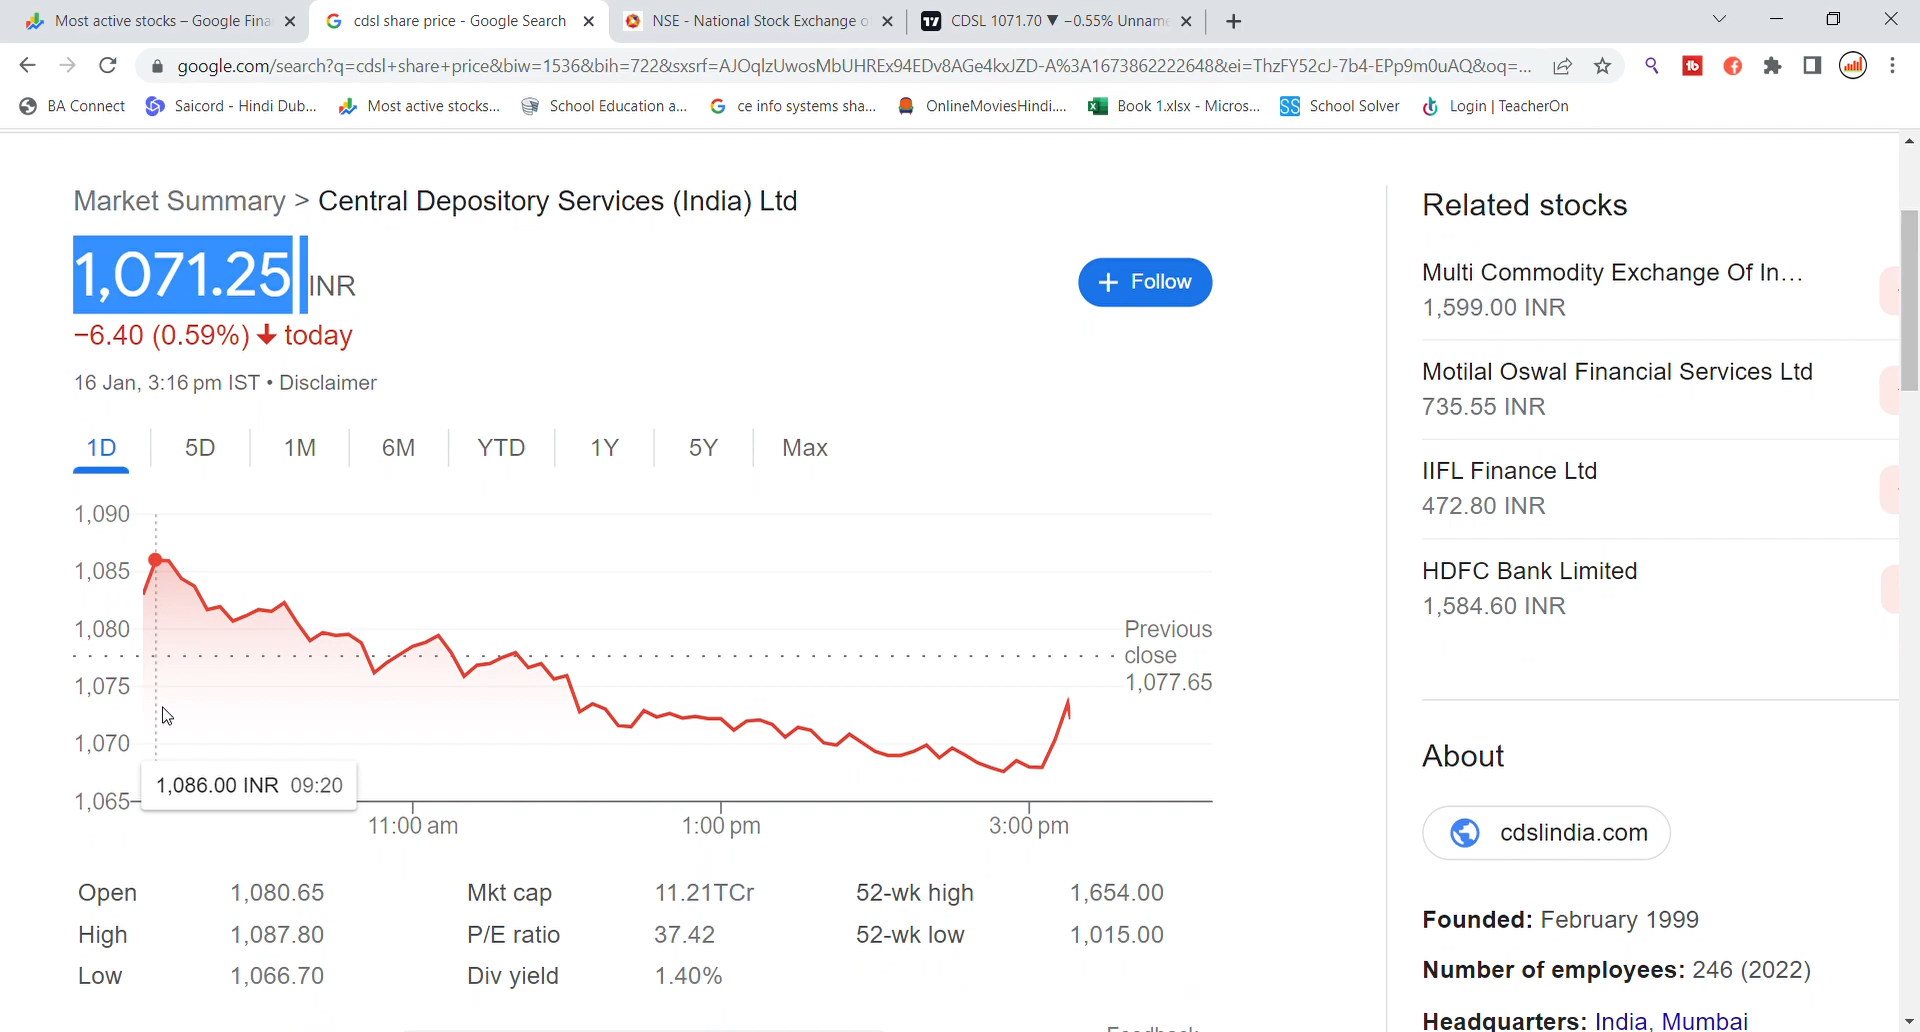 Most active stocks – Google Fina
cdsl share price - Google Search
NSE - National Stock Exchange o
CDSL 1071.70 ▼ −0.55% Unnam
google.com/search?q=cdsl+share+price&biw=1536&bih=722&sxsrf=AJOqlzUwosMbUHREx94EDv8AGe4kxJZD-A%3A1673862222648&ei=ThzFY52cJ-7b4-EPp9m0uAQ&oq=...
BA Connect
Saicord - Hindi Dub...
Most active stocks...
School Education a...
ce info systems sha...
OnlineMoviesHindi....
Book 1.xlsx - Micros...
SS School Solver
Login | TeacherOn
Market Summary > Central Depository Services (India) Ltd
1,071.25 INR
+ Follow
−6.40 (0.59%) ↓ today
16 Jan, 3:16 pm IST • Disclaimer
1D 5D 1M 6M YTD 1Y 5Y Max
1,090
1,085
1,080
1,075
1,070
1,065
Previous
close
1,077.65
1,086.00 INR 09:20
11:00 am 1:00 pm 3:00 pm
Open 1,080.65 Mkt cap 11.21TCr 52-wk high 1,654.00
High 1,087.80 P/E ratio 37.42 52-wk low 1,015.00
Low 1,066.70 Div yield 1.40%
Feedback
Related stocks
Multi Commodity Exchange Of In...
1,599.00 INR
Motilal Oswal Financial Services Ltd
735.55 INR
IIFL Finance Ltd
472.80 INR
HDFC Bank Limited
1,584.60 INR
About
cdslindia.com
Founded: February 1999
Number of employees: 246 (2022)
Headquarters: India, Mumbai